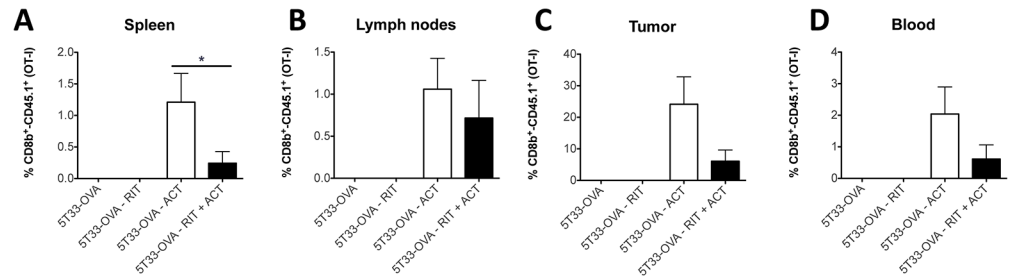 A
Spleen
% CD8b⁺-CD45.1⁺ (OT-I)
2.0
1.5
1.0
0.5
0.0
*
5T33-OVA
5T33-OVA - RIT
5T33-OVA - ACT
5T33-OVA - RIT + ACT
B
Lymph nodes
% CD8b⁺-CD45.1⁺ (OT-I)
1.5
1.0
0.5
0.0
5T33-OVA
5T33-OVA - RIT
5T33-OVA - ACT
5T33-OVA - RIT + ACT
C
Tumor
% CD8b⁺-CD45.1⁺ (OT-I)
40
30
20
10
0
5T33-OVA
5T33-OVA - RIT
5T33-OVA - ACT
5T33-OVA - RIT + ACT
D
Blood
% CD8b⁺-CD45.1⁺ (OT-I)
4
3
2
1
0
5T33-OVA
5T33-OVA - RIT
5T33-OVA - ACT
5T33-OVA - RIT + ACT